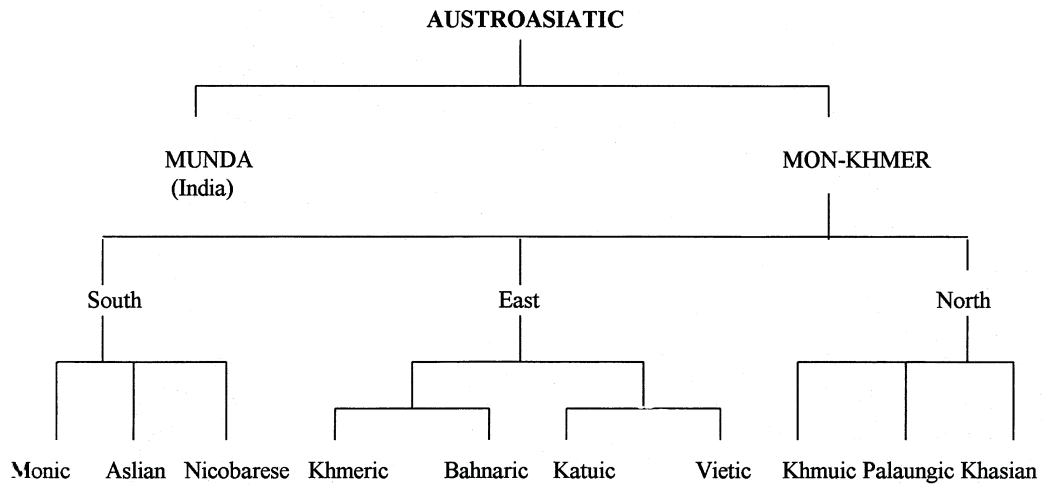 AUSTROASIATIC
MUNDA MON-KHMER
(India)
South East North
Monic Aslian Nicobarese Khmeric Bahnaric Katuic Vietic Khmuic Palaungic Khasian